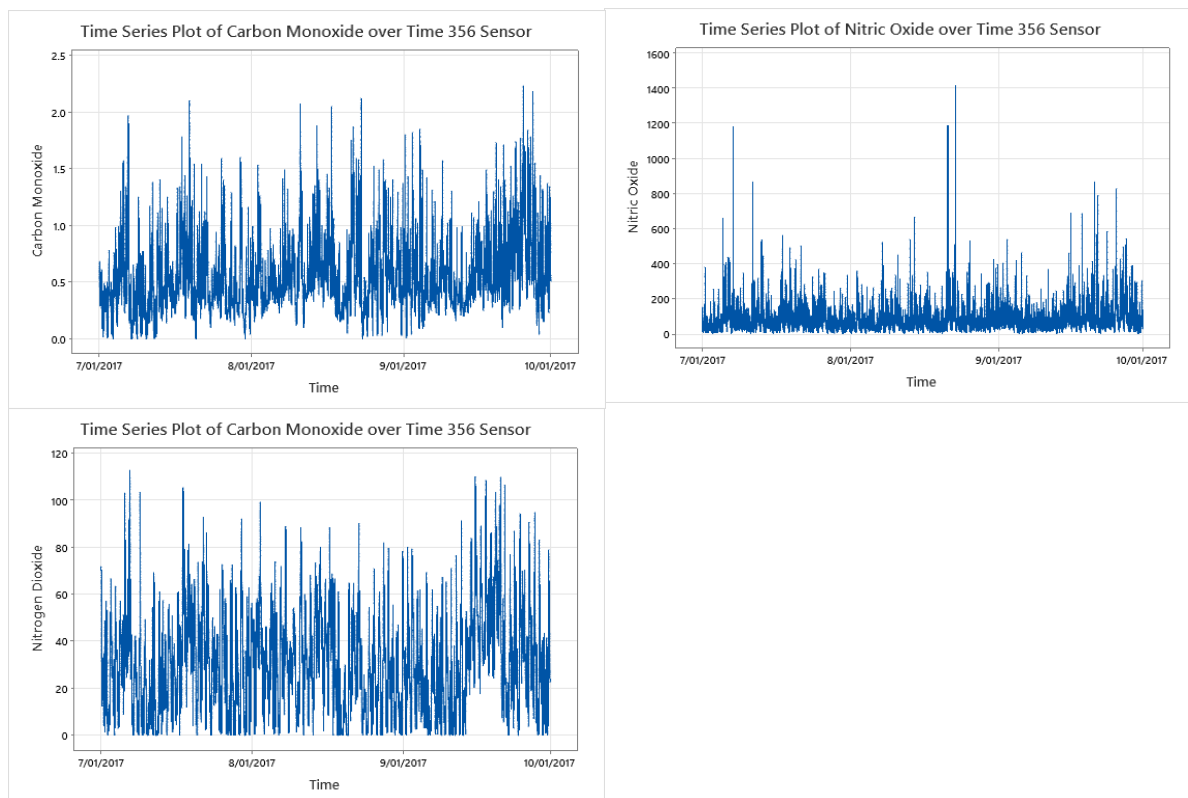 Time Series Plot of Carbon Monoxide over Time 356 Sensor
2.5
2.0
1.5
1.0
0.5
0.0
Carbon Monoxide
7/01/2017 8/01/2017 9/01/2017 10/01/2017
Time
Time Series Plot of Nitric Oxide over Time 356 Sensor
1600
1400
1200
1000
800
600
400
200
0
Nitric Oxide
7/01/2017 8/01/2017 9/01/2017 10/01/2017
Time
Time Series Plot of Carbon Monoxide over Time 356 Sensor
120
100
80
60
40
20
0
Nitrogen Dioxide
7/01/2017 8/01/2017 9/01/2017 10/01/2017
Time